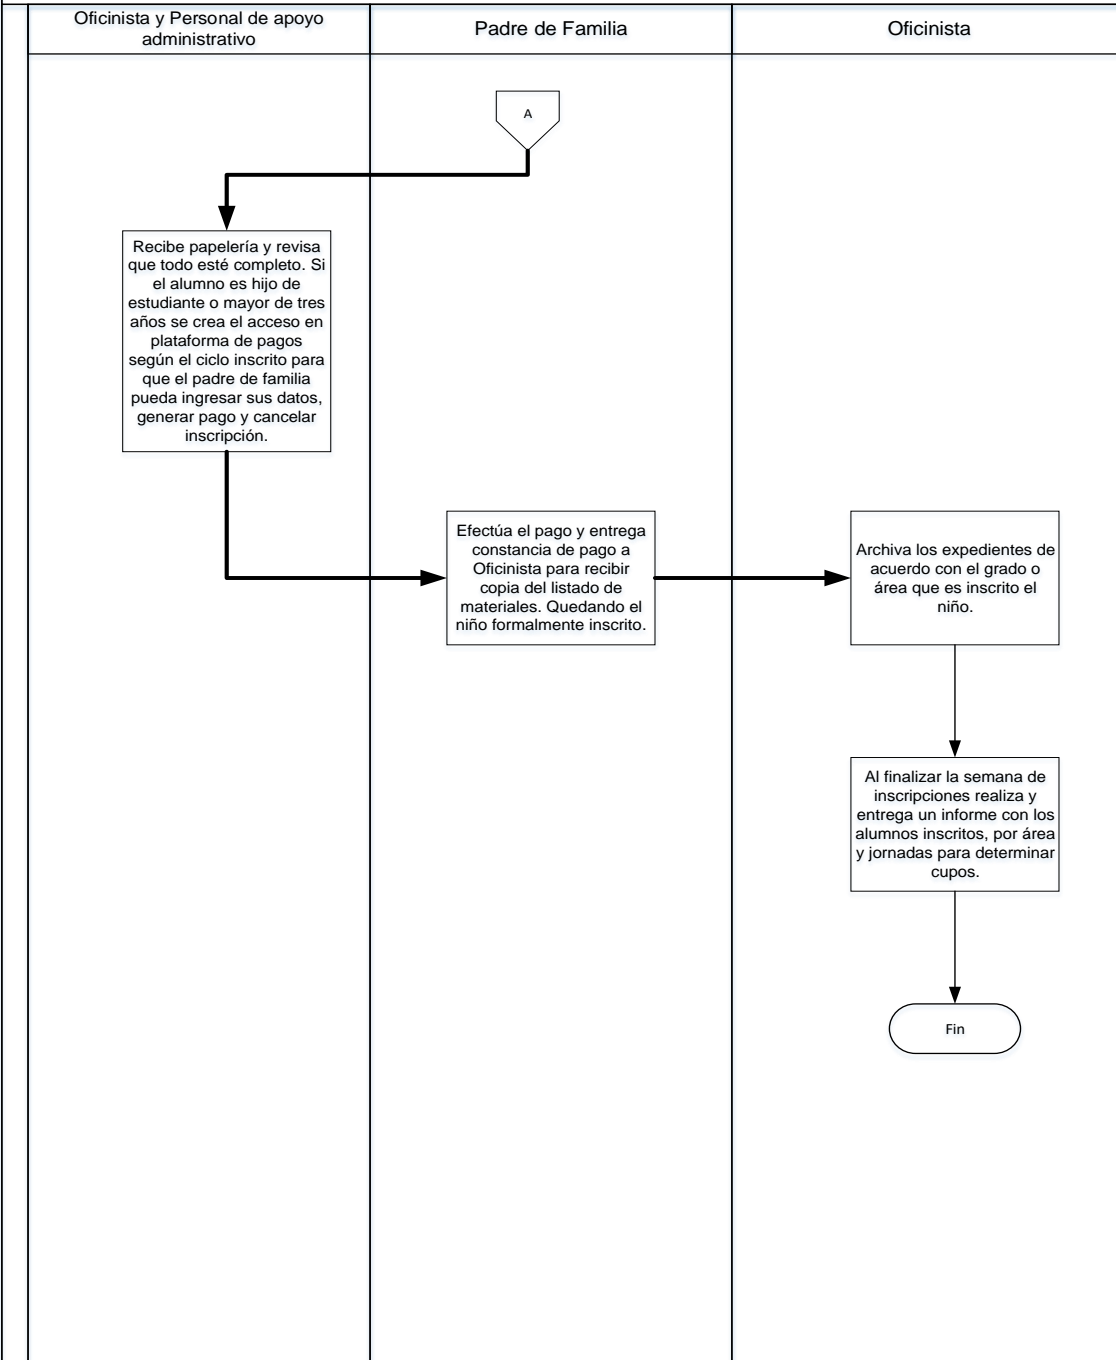 Oficinista y Personal de apoyo
administrativo
Padre de Familia
Oficinista
A
Recibe papelería y revisa
que todo esté completo. Si
el alumno es hijo de
estudiante o mayor de tres
años se crea el acceso en
plataforma de pagos
según el ciclo inscrito para
que el padre de familia
pueda ingresar sus datos,
generar pago y cancelar
inscripción.
Efectúa el pago y entrega
constancia de pago a
Oficinista para recibir
copia del listado de
materiales. Quedando el
niño formalmente inscrito.
Archiva los expedientes de
acuerdo con el grado o
área que es inscrito el
niño.
Al finalizar la semana de
inscripciones realiza y
entrega un informe con los
alumnos inscritos, por área
y jornadas para determinar
cupos.
Fin